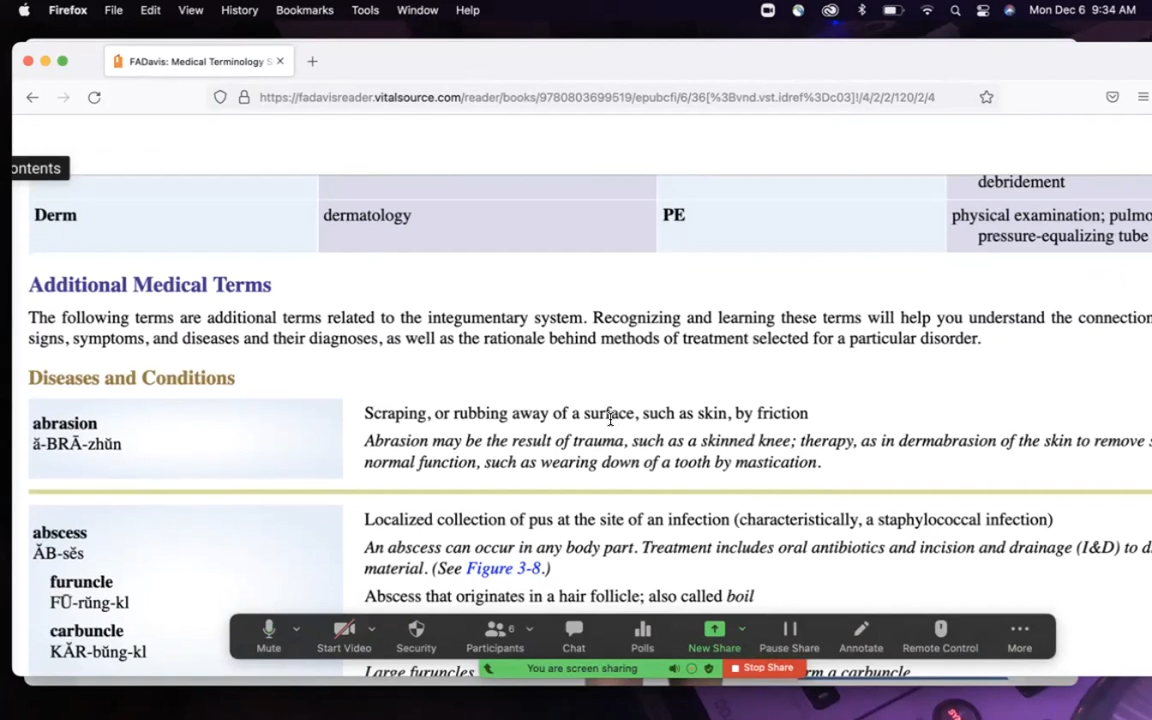 Firefox File Edit View History Bookmarks Tools Window Help Mon Dec 6 9:34 AM
FADavis: Medical Terminology S
https://fadavisreader.vitalsource.com/reader/books/9780803699519/epubcfi/6/36[%3Bvnd.vst.idref%3Dc03]!/4/2/2/120/2/4
ontents
debridement
Derm dermatology PE physical examination; pulmo
pressure-equalizing tube
Additional Medical Terms
The following terms are additional terms related to the integumentary system. Recognizing and learning these terms will help you understand the connection
signs, symptoms, and diseases and their diagnoses, as well as the rationale behind methods of treatment selected for a particular disorder.
Diseases and Conditions
abrasion
ă-BRĀ-zhŭn
Scraping, or rubbing away of a surface, such as skin, by friction
Abrasion may be the result of trauma, such as a skinned knee; therapy, as in dermabrasion of the skin to remove s
normal function, such as wearing down of a tooth by mastication.
abscess
ĂB-sĕs
Localized collection of pus at the site of an infection (characteristically, a staphylococcal infection)
An abscess can occur in any body part. Treatment includes oral antibiotics and incision and drainage (I&D) to d
material. (See Figure 3-8.)
furuncle
FŪ-rŭng-kl
Abscess that originates in a hair follicle; also called boil
carbuncle
KĂR-bŭng-kl
Large furuncles rm a carbuncle
Mute Start Video Security Participants 6 Chat Polls New Share Pause Share Annotate Remote Control More
You are screen sharing Stop Share